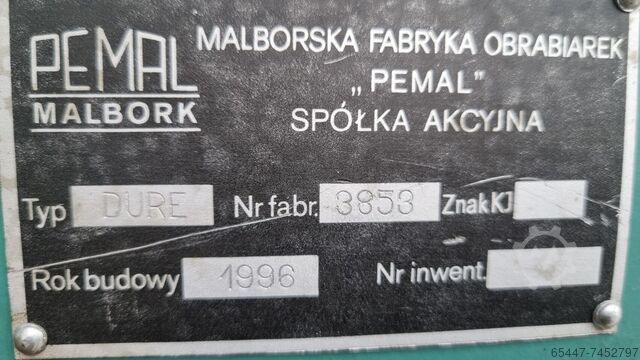 PEMAL
MALBORK
MALBORSKA FABRYKA OBRABIAREK
„PEMAL"
SPÓŁKA AKCYJNA
Typ DURE Nr fabr. 3853 Znak KJ
Rok budowy 1996 Nr inwent.
65447-7452797